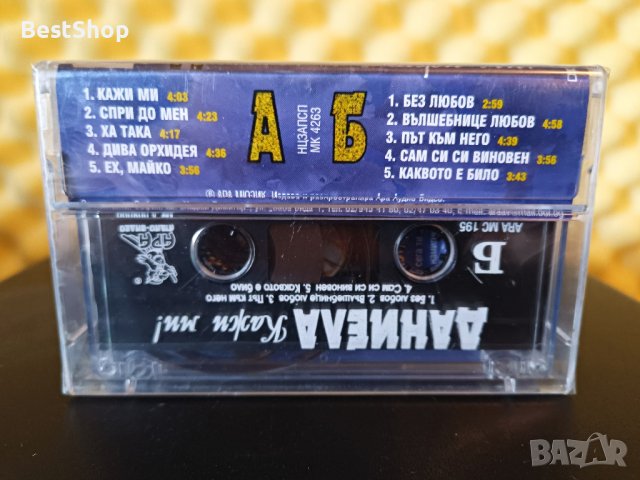 BestShop
А
1. КАЖИ МИ 4:03
2. СПРИ ДО МЕН 4:23
3. ХА ТАКА 4:17
4. ДИВА ОРХИДЕЯ 4:36
5. ЕХ, МАЙКО 3:56
НЦЗАПСП
МК 4263
Б
1. БЕЗ ЛЮБОВ 2:59
2. ВЪЛШЕБНИЦЕ ЛЮБОВ 4:58
3. ПЪТ КЪМ НЕГО 4:39
4. САМ СИ СИ ВИНОВЕН 3:56
5. КАКВОТО Е БИЛО 3:43
ARA MC 195
Б
АРА
АУДИО-ВИДЕО
ДАНИЕЛА Кажи ми!
1. Без любов 2. Вълшебнице любов 3. Път към него
4. Сам си си виновен 5. Каквото е било
BAZAR